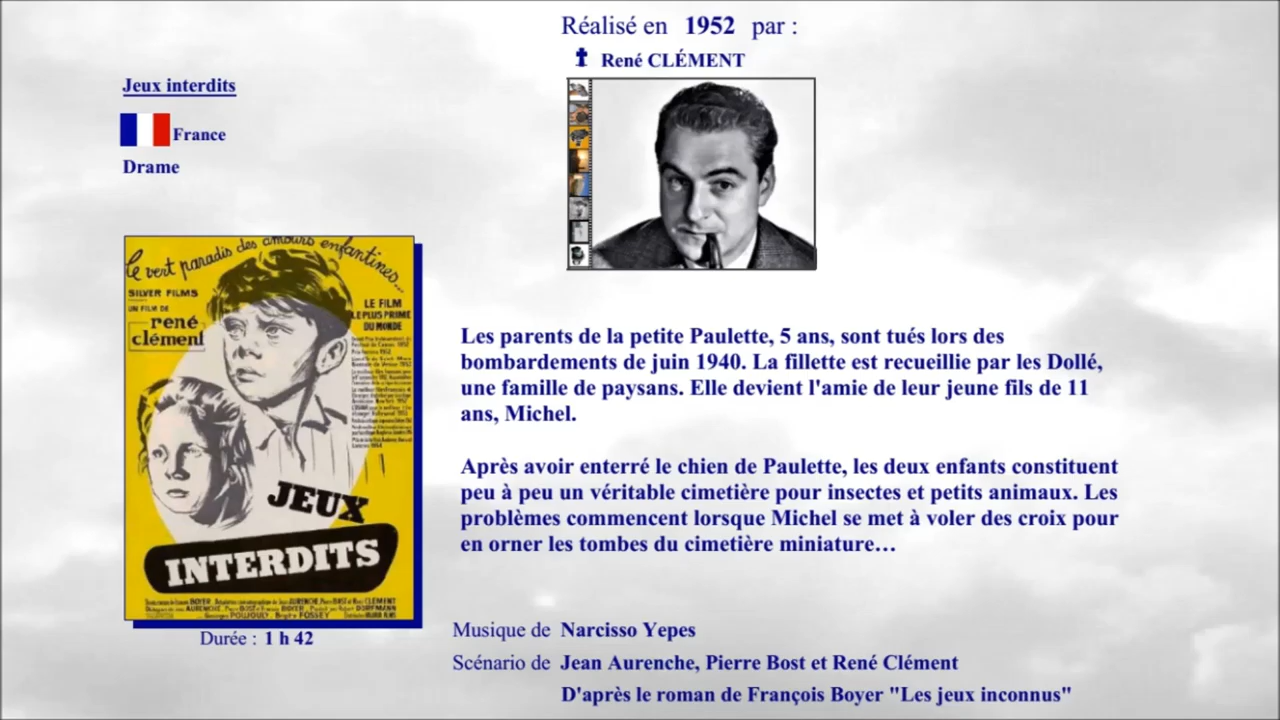 Réalisé en 1952 par :
René CLÉMENT
Jeux interdits
France
Drame
le vert paradis des amours enfantines...
SILVER FILMS
UN FILM DE
rené
clément
LE FILM
LE PLUS PRIMÉ
DU MONDE
JEUX
INTERDITS
Durée : 1 h 42
Les parents de la petite Paulette, 5 ans, sont tués lors des
bombardements de juin 1940. La fillette est recueillie par les Dollé,
une famille de paysans. Elle devient l'amie de leur jeune fils de 11
ans, Michel.
Après avoir enterré le chien de Paulette, les deux enfants constituent
peu à peu un véritable cimetière pour insectes et petits animaux. Les
problèmes commencent lorsque Michel se met à voler des croix pour
en orner les tombes du cimetière miniature…
Musique de Narcisso Yepes
Scénario de Jean Aurenche, Pierre Bost et René Clément
D'après le roman de François Boyer "Les jeux inconnus"